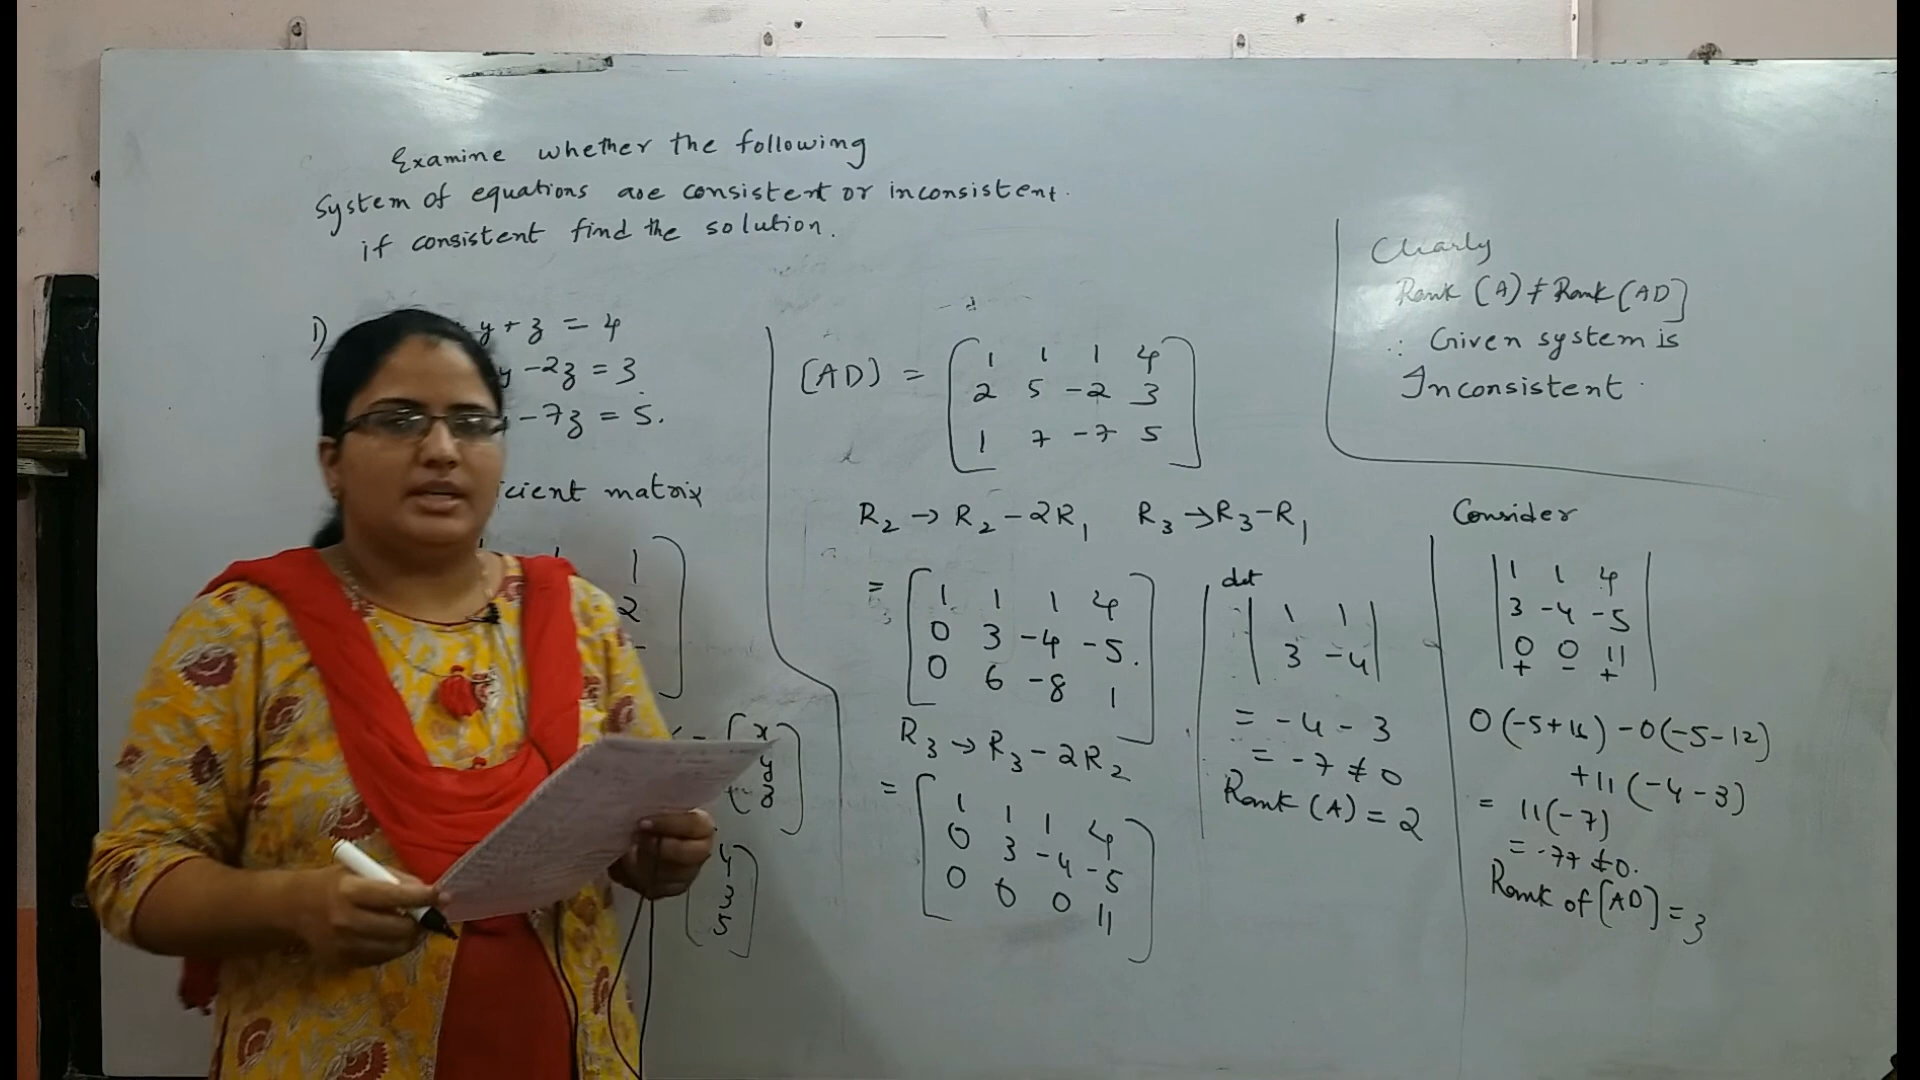 Examine whether the following
System of equations are consistent or inconsistent.
if consistent find the solution.
1) y + z = 4
y - 2z = 3
- 7z = 5.
icient matrix
1
2
x
y
z
4
3
5
[AD] = [ 1 1 1 4
2 5 -2 3
1 7 -7 5 ]
R2 → R2 - 2R1 R3 → R3 - R1
= [ 1 1 1 4
0 3 -4 -5.
0 6 -8 1 ]
R3 → R3 - 2R2
= [ 1 1 1 4
0 3 -4 -5
0 0 0 11 ]
det
| 1 1 |
| 3 -4 |
= -4 - 3
= -7 ≠ 0
Rank (A) = 2
Clearly
Rank (A) ≠ Rank [AD]
∴ Given system is
Inconsistent.
Consider
| 1 1 4 |
| 3 -4 -5 |
| 0 0 11 |
+ - +
0(-5+16) - 0(-5-12)
+11(-4-3)
= 11(-7)
= -77 ≠ 0.
Rank of [AD] = 3